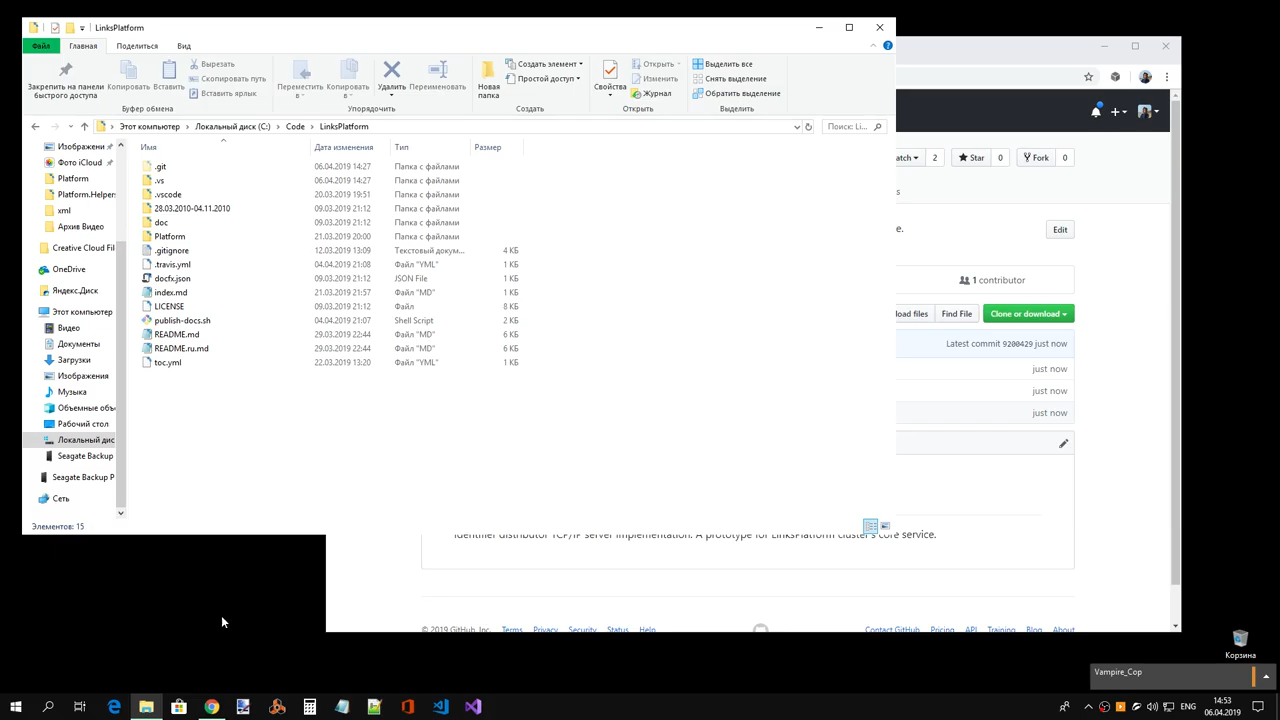 LinksPlatform
Файл Главная Поделиться Вид
Закрепить на панели быстрого доступа
Копировать
Вставить
Вырезать
Скопировать путь
Вставить ярлык
Буфер обмена
Переместить в
Копировать в
Удалить
Переименовать
Упорядочить
Новая папка
Создать элемент
Простой доступ
Создать
Свойства
Открыть
Изменить
Журнал
Открыть
Выделить все
Снять выделение
Обратить выделение
Выделить
Этот компьютер > Локальный диск (C:) > Code > LinksPlatform
Поиск: Li...
Имя Дата изменения Тип Размер
.git 06.04.2019 14:27 Папка с файлами
.vs 06.04.2019 14:27 Папка с файлами
.vscode 20.03.2019 19:51 Папка с файлами
28.03.2010-04.11.2010 09.03.2019 21:12 Папка с файлами
doc 09.03.2019 21:12 Папка с файлами
Platform 21.03.2019 20:00 Папка с файлами
.gitignore 12.03.2019 13:09 Текстовый докум... 4 КБ
.travis.yml 04.04.2019 21:08 Файл "YML" 1 КБ
docfx.json 09.03.2019 21:12 JSON File 1 КБ
index.md 21.03.2019 21:57 Файл "MD" 1 КБ
LICENSE 09.03.2019 21:12 Файл 8 КБ
publish-docs.sh 04.04.2019 21:07 Shell Script 2 КБ
README.md 29.03.2019 22:44 Файл "MD" 6 КБ
README.ru.md 29.03.2019 22:44 Файл "MD" 6 КБ
toc.yml 22.03.2019 13:20 Файл "YML" 1 КБ
Изображени
Фото iCloud
Platform
Platform.Helpers
xml
Архив Видео
Creative Cloud Fil
OneDrive
Яндекс.Диск
Этот компьютер
Видео
Документы
Загрузки
Изображения
Музыка
Объемные объ
Рабочий стол
Локальный дис
Seagate Backup
Seagate Backup P
Сеть
Элементов: 15
atch 2 Star 0 Fork 0
s
e.
Edit
1 contributor
load files Find File Clone or download
Latest commit 9200429 just now
just now
just now
just now
Identifier distributor TCP/IP server implementation. A prototype for LinksPlatform cluster's core service.
© 2019 GitHub, Inc. Terms Privacy Security Status Help
Contact GitHub Pricing API Training Blog About
Корзина
Vampire_Cop
14:53
06.04.2019